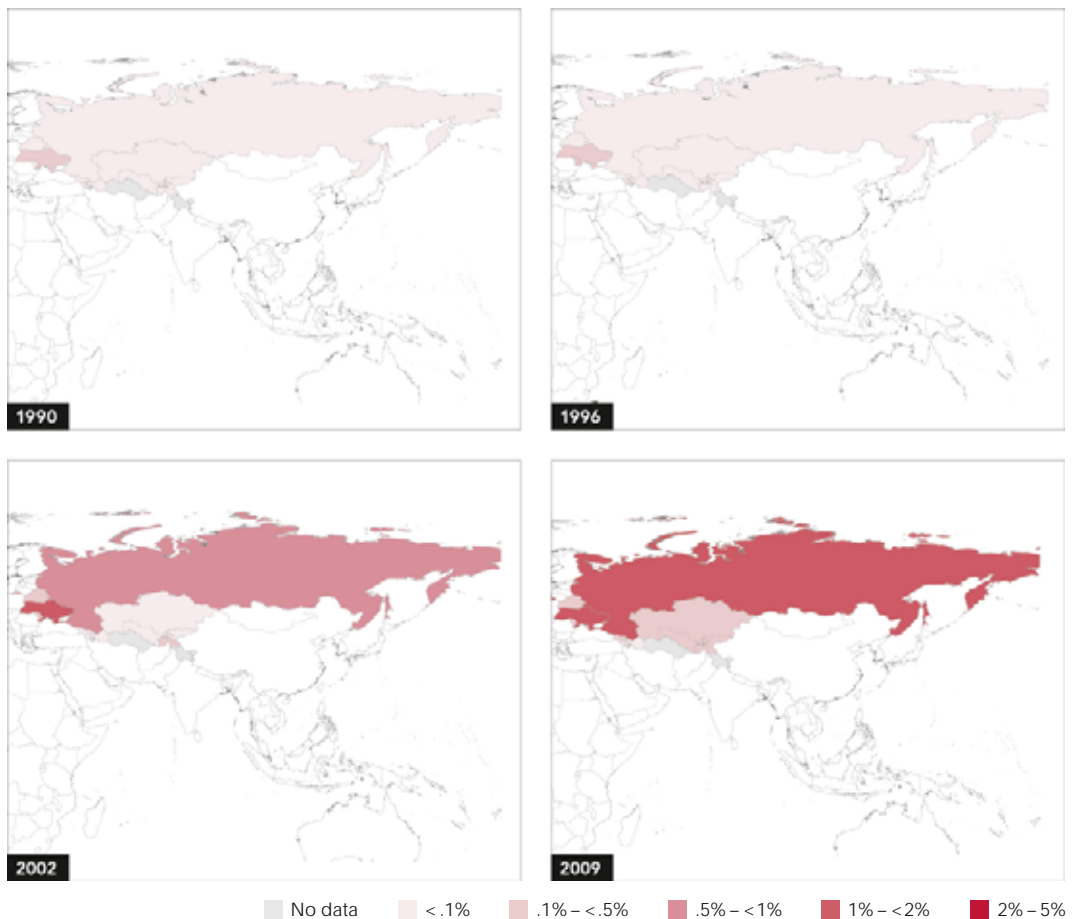 1990
1996
2002
2009
No data <.1% .1% – <.5% .5% – <1% 1% – <2% 2% – 5%